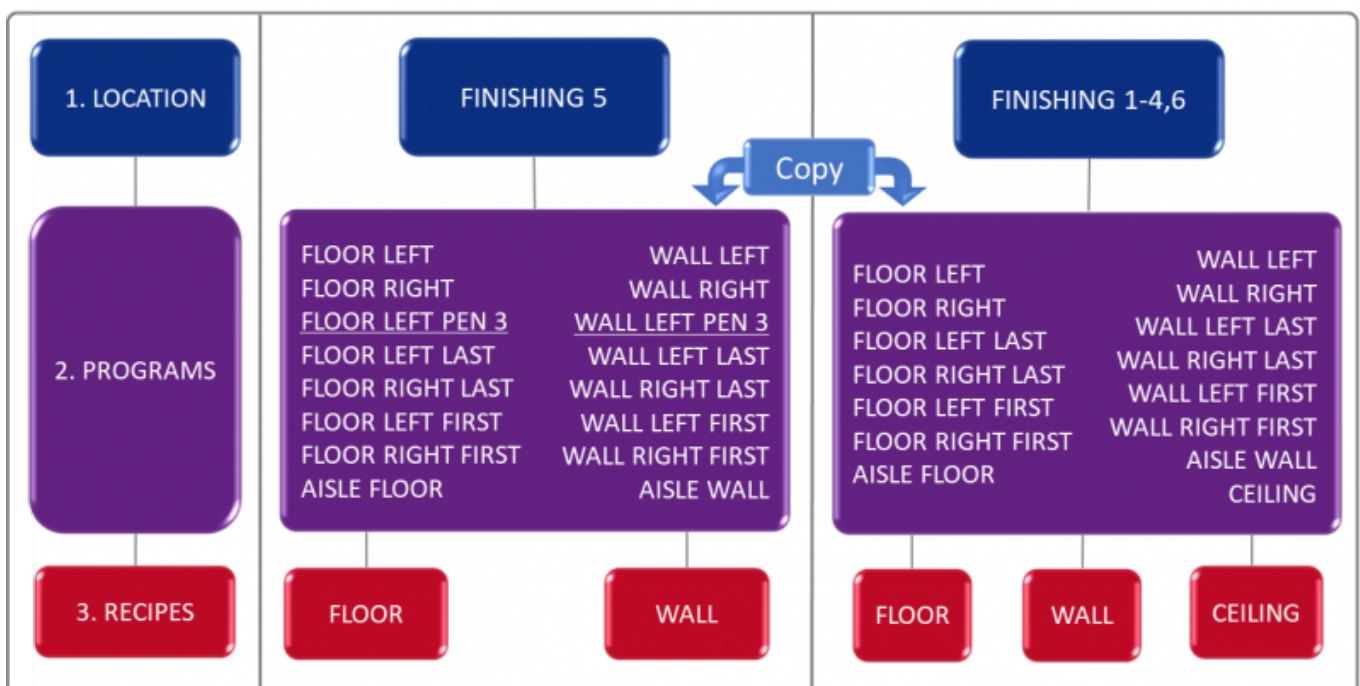 1. LOCATION
FINISHING 5
FINISHING 1-4,6
Copy
2. PROGRAMS
FLOOR LEFT
FLOOR RIGHT
FLOOR LEFT PEN 3
FLOOR LEFT LAST
FLOOR RIGHT LAST
FLOOR LEFT FIRST
FLOOR RIGHT FIRST
AISLE FLOOR
WALL LEFT
WALL RIGHT
WALL LEFT PEN 3
WALL LEFT LAST
WALL RIGHT LAST
WALL LEFT FIRST
WALL RIGHT FIRST
AISLE WALL
FLOOR LEFT
FLOOR RIGHT
FLOOR LEFT LAST
FLOOR RIGHT LAST
FLOOR LEFT FIRST
FLOOR RIGHT FIRST
AISLE FLOOR
WALL LEFT
WALL RIGHT
WALL LEFT LAST
WALL RIGHT LAST
WALL LEFT FIRST
WALL RIGHT FIRST
AISLE WALL
CEILING
3. RECIPES
FLOOR
WALL
FLOOR
WALL
CEILING